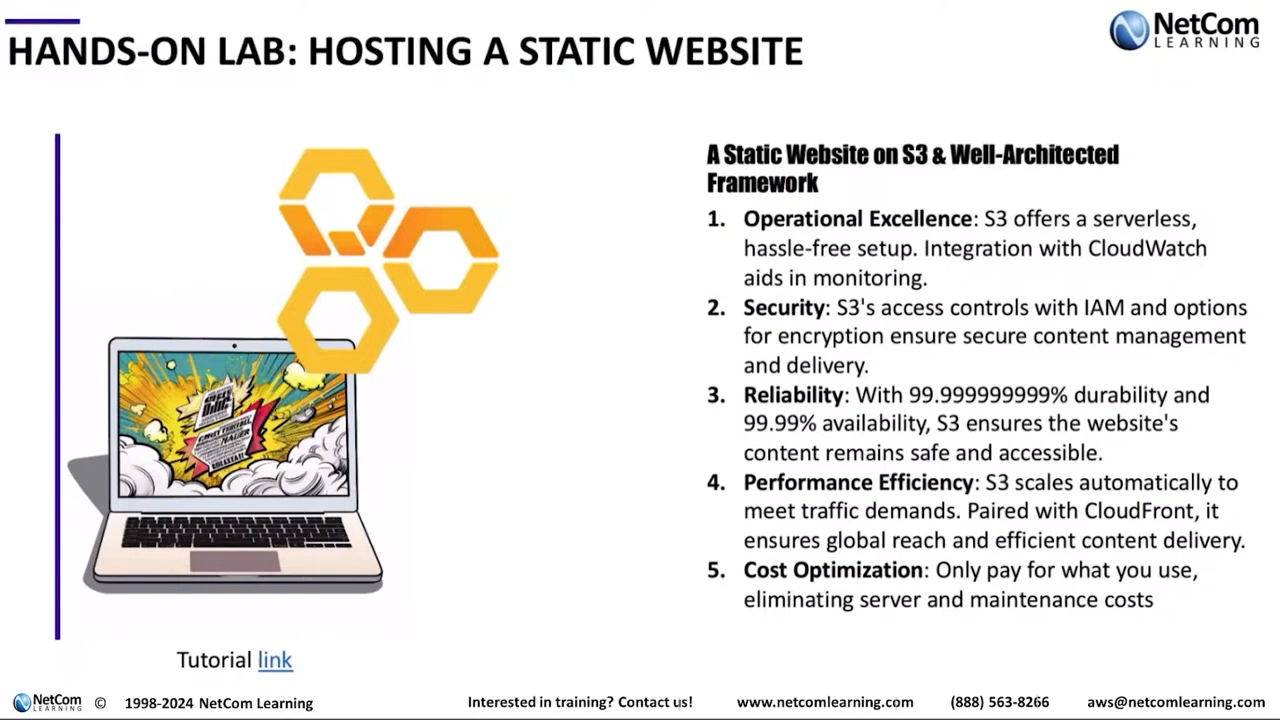 HANDS-ON LAB: HOSTING A STATIC WEBSITE
NetCom
LEARNING
A Static Website on S3 & Well-Architected
Framework
1. Operational Excellence: S3 offers a serverless,
hassle-free setup. Integration with CloudWatch
aids in monitoring.
2. Security: S3's access controls with IAM and options
for encryption ensure secure content management
and delivery.
3. Reliability: With 99.999999999% durability and
99.99% availability, S3 ensures the website's
content remains safe and accessible.
4. Performance Efficiency: S3 scales automatically to
meet traffic demands. Paired with CloudFront, it
ensures global reach and efficient content delivery.
5. Cost Optimization: Only pay for what you use,
eliminating server and maintenance costs
Tutorial link
NetCom
LEARNING
© 1998-2024 NetCom Learning Interested in training? Contact us! www.netcomlearning.com (888) 563-8266 aws@netcomlearning.com